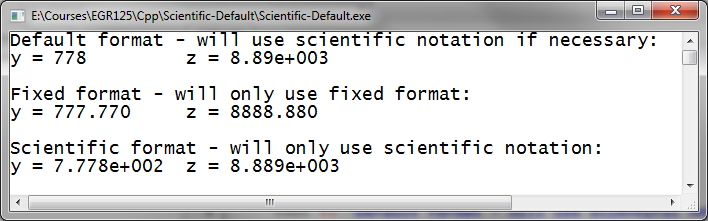 E:\Courses\EGR125\Cpp\Scientific-Default\Scientific-Default.exe
Default format - will use scientific notation if necessary:
y = 778         z = 8.89e+003
Fixed format - will only use fixed format:
y = 777.770     z = 8888.880
Scientific format - will only use scientific notation:
y = 7.778e+002  z = 8.889e+003